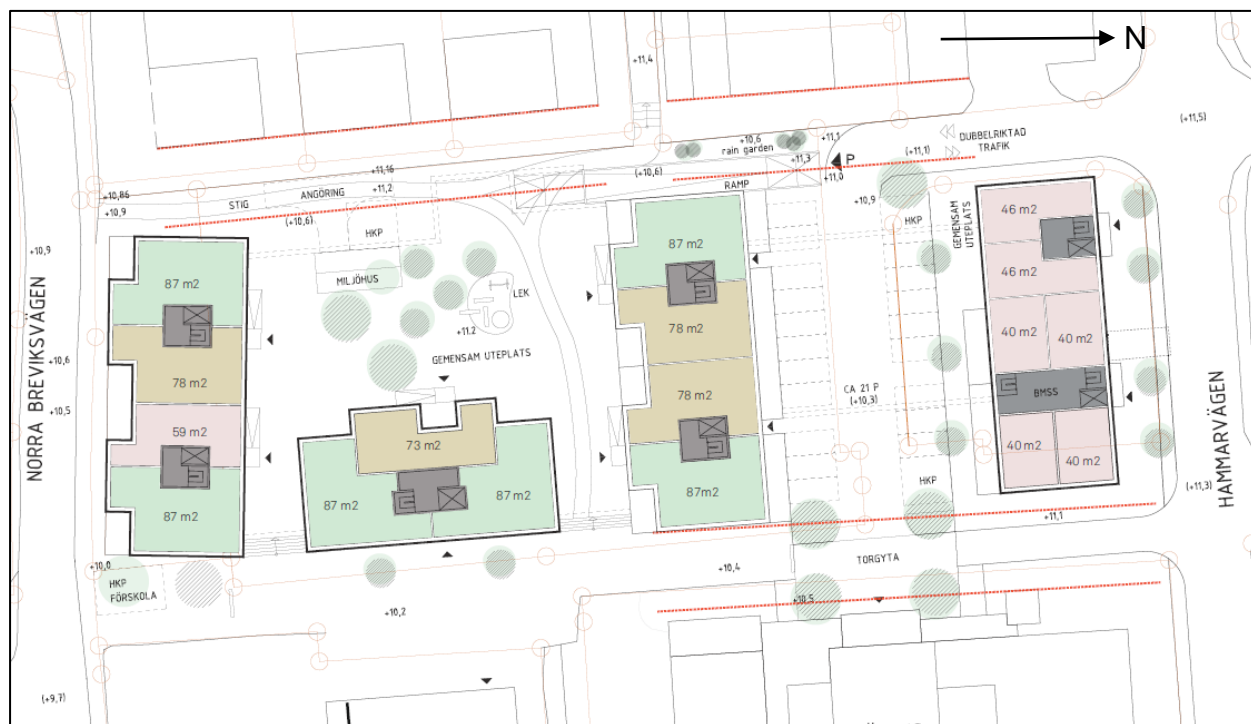 N
+11,4
+10,6
rain garden
+11,1
DUBBELRIKTAD
TRAFIK
(+11,5)
(+11,1)
+11,3
P
+11,0
+11,16
ANGÖRING
+11,2
(+10,6)
RAMP
+10,86
+10,9
STIG
(+10,6)
+10,9
HKP
GEMENSAM
UTEPLATS
46 m2
HKP
+10,9
87 m2
87 m2
46 m2
MILJÖHUS
LEK
NORRA BREVIKSVÄGEN
+11,2
78 m2
40 m2
40 m2
GEMENSAM UTEPLATS
+10,6
78 m2
CA 21 P
(+10,3)
BMSS
+10,5
59 m2
73 m2
78 m2
40 m2
40 m2
HAMMARVÄGEN
87 m2
87 m2
87 m2
87m2
HKP
(+11,3)
+11,1
+10,0
HKP
FÖRSKOLA
+10,4
TORGYTA
+10,2
+10,5
(+9,7)